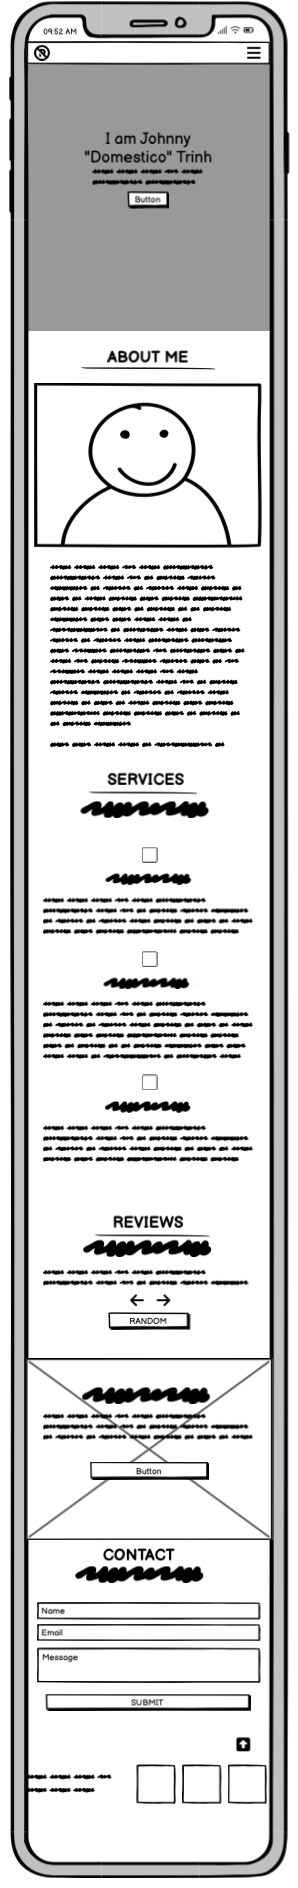 09:52 AM
I am Johnny
"Domestico" Trinh
Button
ABOUT ME
SERVICES
REVIEWS
RANDOM
Button
CONTACT
Name
Email
Message
SUBMIT